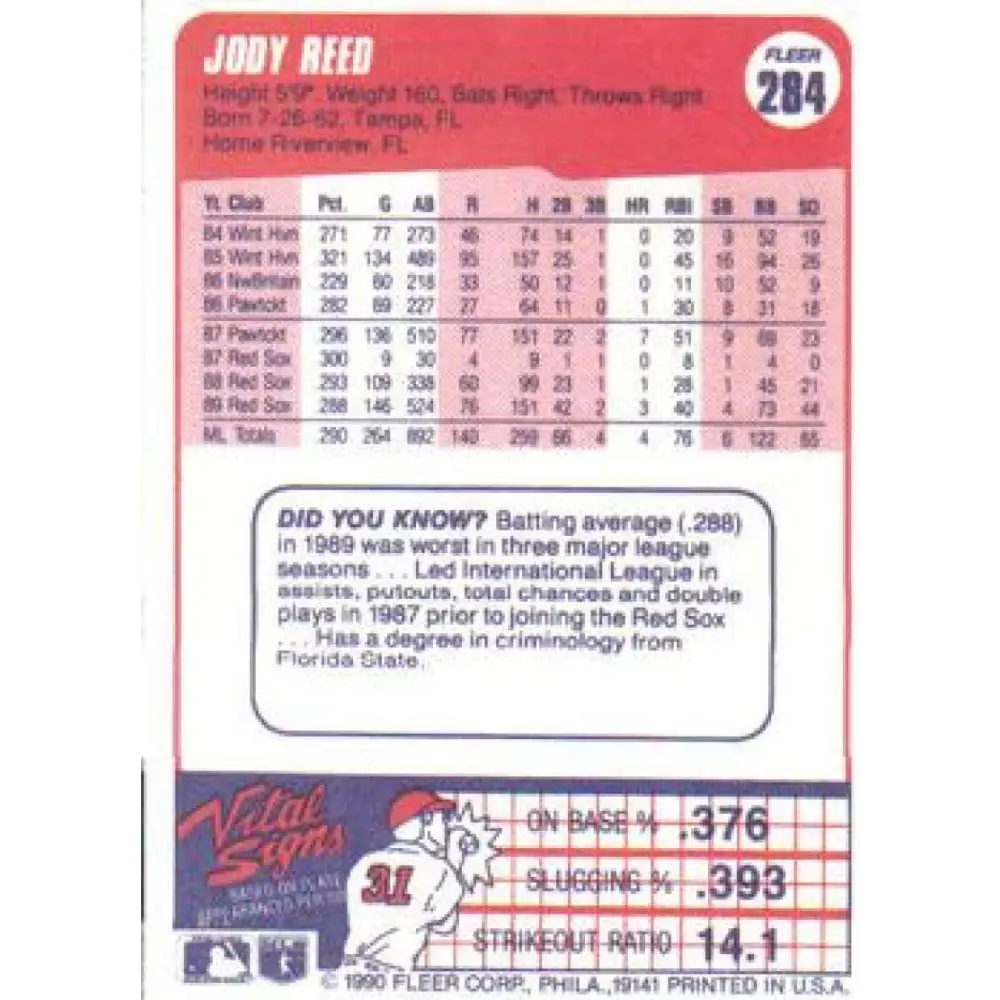 JODY REED
FLEER
284
Height 5'9", Weight 160, Bats Right, Throws Right
Born 7-26-62, Tampa, FL
Home Riverview, FL
Yr. Club Pct. G AB R H 2B 3B HR RBI SB BB SO
84 Wint Hvn 271 77 273 46 74 14 1 0 20 9 52 19
85 Wint Hvn .321 134 489 95 157 25 1 0 45 16 94 26
86 NwBritain 229 60 218 33 50 12 1 0 11 10 52 9
86 Pawtckt 282 69 227 27 64 11 0 1 30 8 31 18
87 Pawtckt 296 136 510 77 151 22 2 7 51 9 69 23
87 Red Sox 300 9 30 4 9 1 1 0 8 1 4 0
88 Red Sox .293 109 338 60 99 23 1 1 28 1 45 21
89 Red Sox 288 146 524 76 151 42 2 3 40 4 73 44
ML Totals 290 264 892 140 259 66 4 4 76 6 122 65
DID YOU KNOW? Batting average (.288)
in 1989 was worst in three major league
seasons . . . Led International League in
assists, putouts, total chances and double
plays in 1987 prior to joining the Red Sox
. . . Has a degree in criminology from
Florida State.
Vital
Signs
BASED ON PLATE
APPEARANCES
31
ON BASE % .376
SLUGGING % .393
STRIKEOUT RATIO 14.1
© 1990 FLEER CORP., PHILA.,19141 PRINTED IN U.S.A.